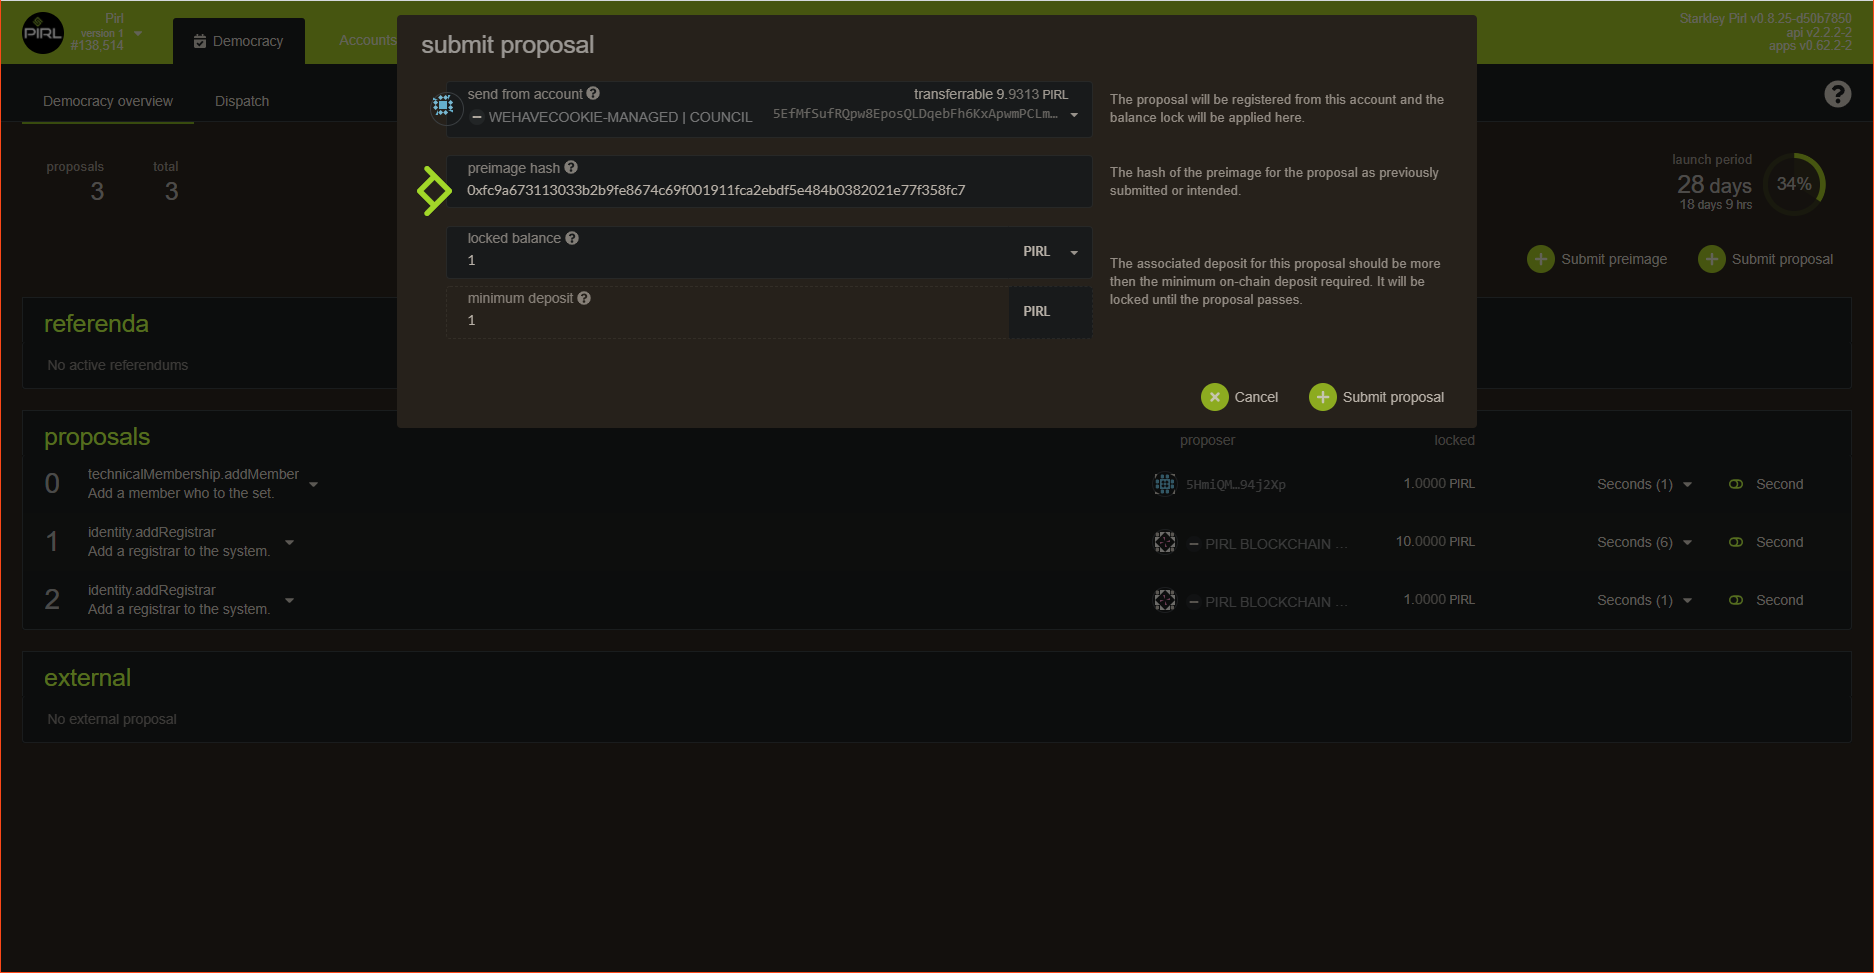 PIRL
Pirl
version 1
#138,514
Democracy
Accounts
Starkley Pirl v0.8.25-d50b7850
api v2.2.2-2
apps v0.62.2-2
Democracy overview
Dispatch
submit proposal
send from account
transferrable 9.9313 PIRL
WEHAVECOOKIE-MANAGED | COUNCIL
5EfMfSufRQpw8EposQLDqebFh6KxApwmPCLm…
The proposal will be registered from this account and the
balance lock will be applied here.
preimage hash
0xfc9a673113033b2b9fe8674c69f001911fca2ebdf5e484b0382021e77f358fc7
The hash of the preimage for the proposal as previously
submitted or intended.
locked balance
1
PIRL
minimum deposit
1
PIRL
The associated deposit for this proposal should be more
then the minimum on-chain deposit required. It will be
locked until the proposal passes.
Cancel
Submit proposal
proposals
3
total
3
launch period
28 days
18 days 9 hrs
34%
Submit preimage
Submit proposal
referenda
No active referendums
proposals
proposer
locked
0
technicalMembership.addMember
Add a member who to the set.
5HmiQM…94j2Xp
1.0000 PIRL
Seconds (1)
Second
1
identity.addRegistrar
Add a registrar to the system.
PIRL BLOCKCHAIN …
10.0000 PIRL
Seconds (6)
Second
2
identity.addRegistrar
Add a registrar to the system.
PIRL BLOCKCHAIN …
1.0000 PIRL
Seconds (1)
Second
external
No external proposal